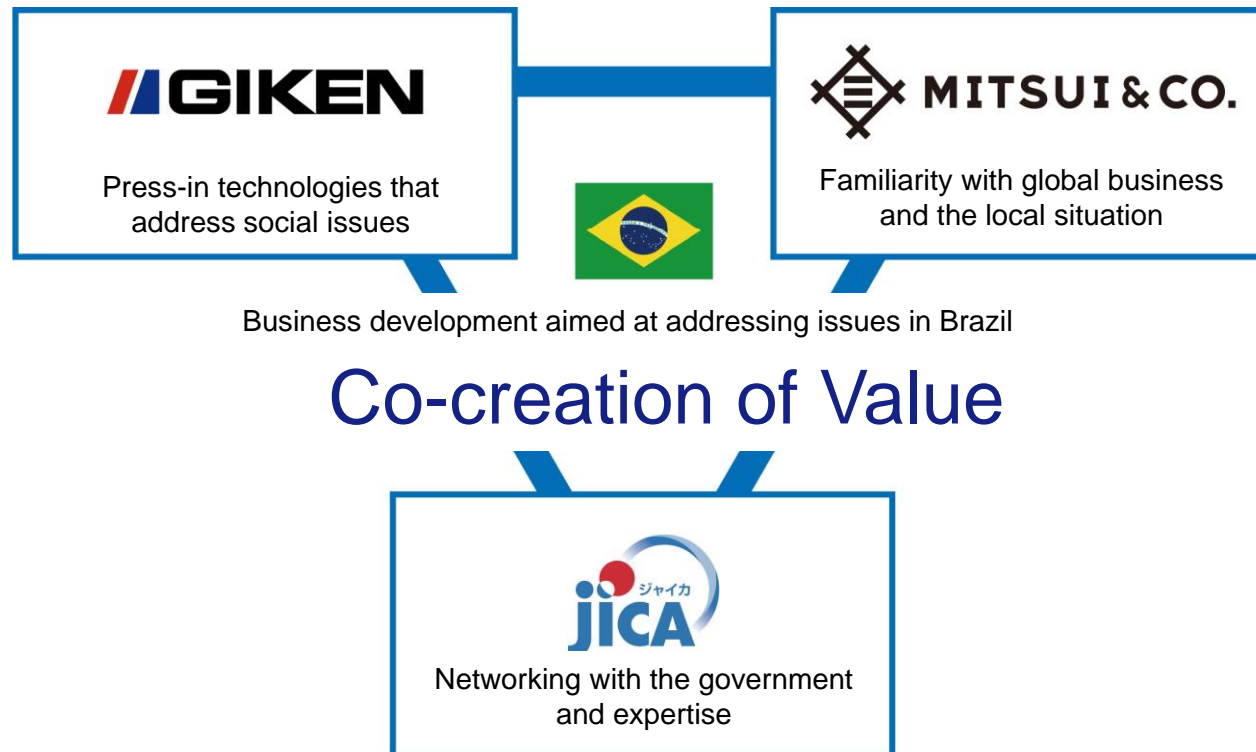 GIKEN
Press-in technologies that
address social issues
MITSUI & CO.
Familiarity with global business
and the local situation
Business development aimed at addressing issues in Brazil
Co-creation of Value
ジャイカ
jICA
Networking with the government
and expertise